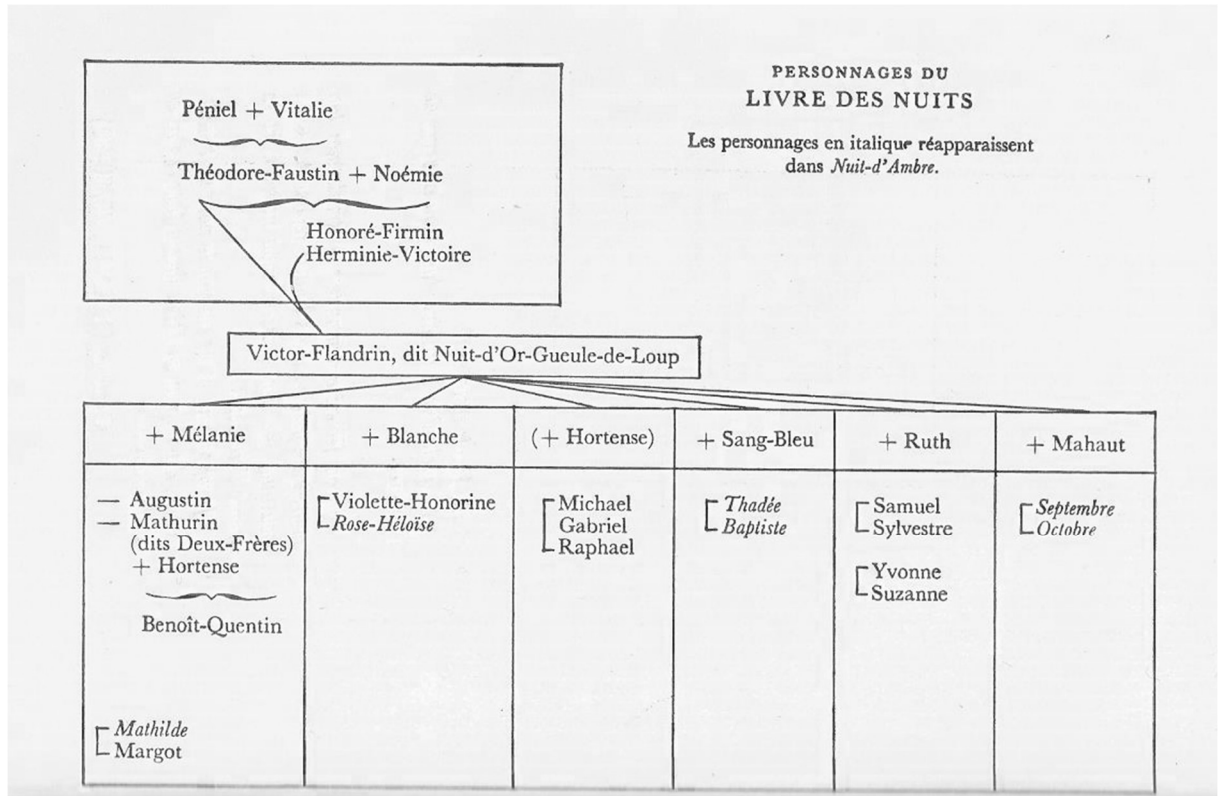 PERSONNAGES DU
LIVRE DES NUITS
Les personnages en italique réapparaissent
dans Nuit-d'Ambre.
Péniel + Vitalie
Théodore-Faustin + Noémie
Honoré-Firmin
Herminie-Victoire
Victor-Flandrin, dit Nuit-d'Or-Gueule-de-Loup
+ Mélanie
— Augustin
— Mathurin
(dits Deux-Frères)
+ Hortense
Benoît-Quentin
Mathilde
Margot
+ Blanche
Violette-Honorine
Rose-Héloïse
(+ Hortense)
Michael
Gabriel
Raphael
+ Sang-Bleu
Thadée
Baptiste
+ Ruth
Samuel
Sylvestre
Yvonne
Suzanne
+ Mahaut
Septembre
Octobre